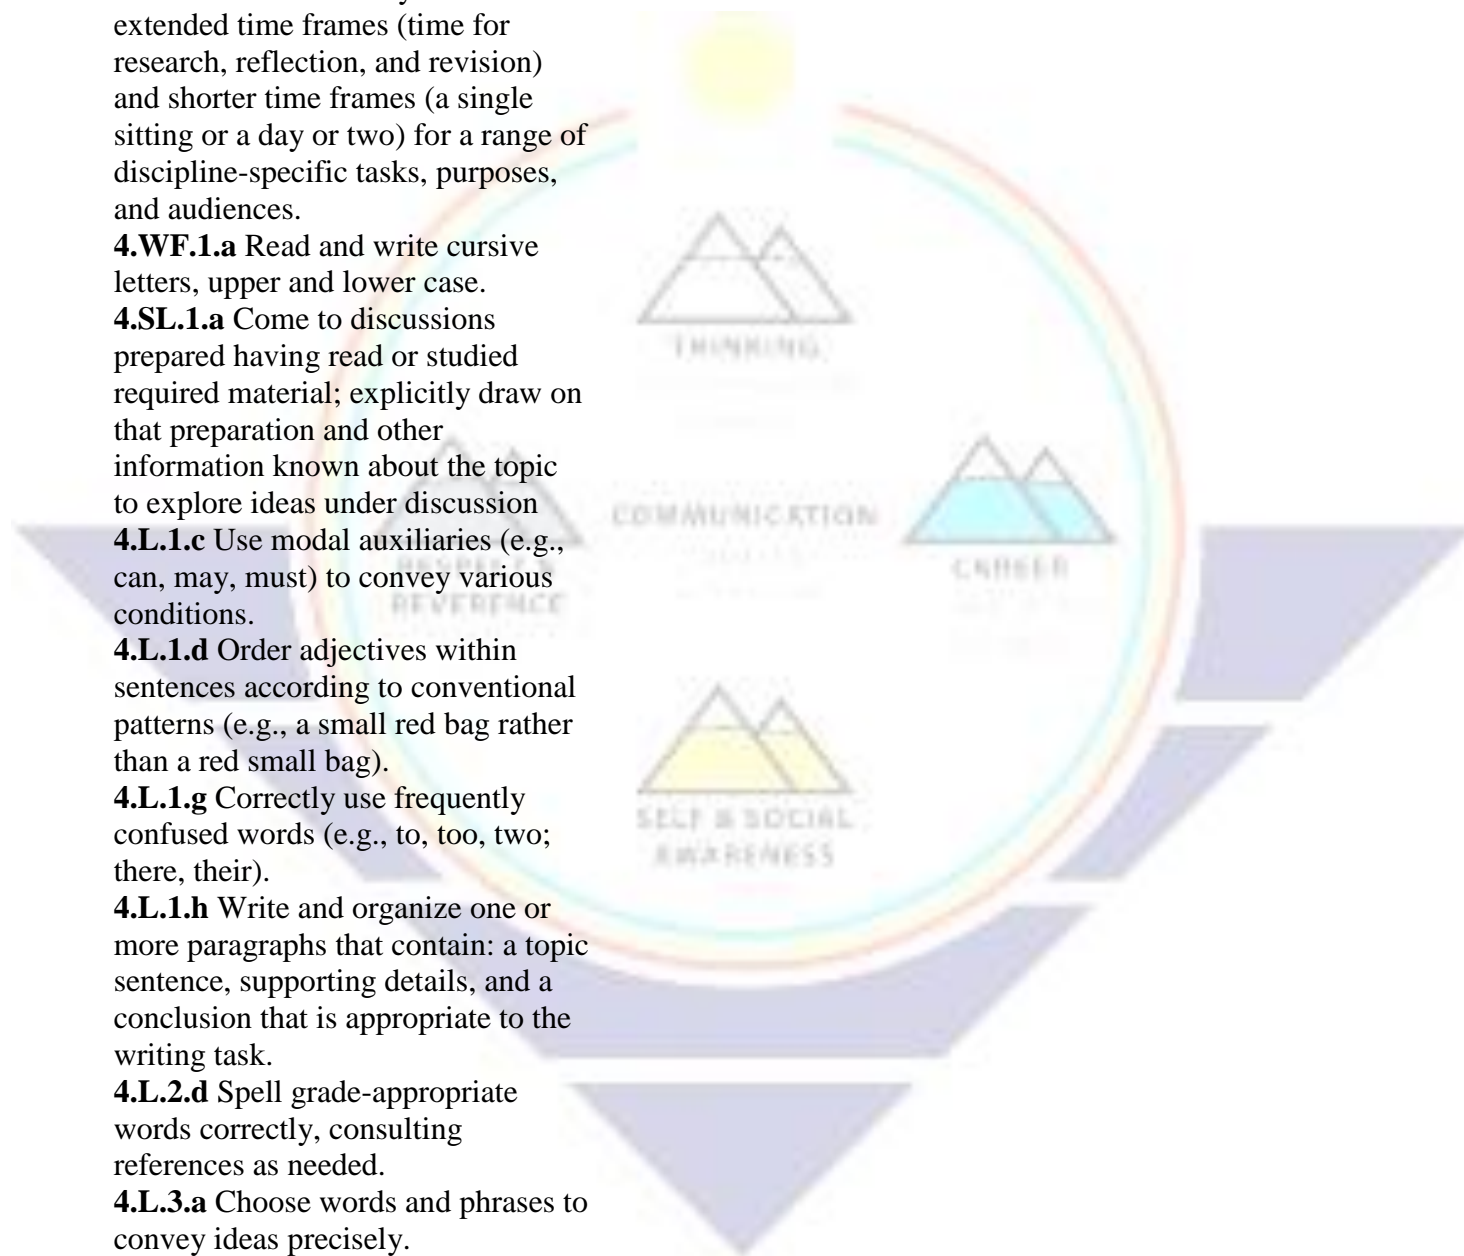 extended time frames (time for
research, reflection, and revision)
and shorter time frames (a single
sitting or a day or two) for a range of
discipline-specific tasks, purposes,
and audiences.
4.WF.1.a Read and write cursive
letters, upper and lower case.
4.SL.1.a Come to discussions
prepared having read or studied
required material; explicitly draw on
that preparation and other
information known about the topic
to explore ideas under discussion
4.L.1.c Use modal auxiliaries (e.g.,
can, may, must) to convey various
conditions.
4.L.1.d Order adjectives within
sentences according to conventional
patterns (e.g., a small red bag rather
than a red small bag).
4.L.1.g Correctly use frequently
confused words (e.g., to, too, two;
there, their).
4.L.1.h Write and organize one or
more paragraphs that contain: a topic
sentence, supporting details, and a
conclusion that is appropriate to the
writing task.
4.L.2.d Spell grade-appropriate
words correctly, consulting
references as needed.
4.L.3.a Choose words and phrases to
convey ideas precisely.
THINKING
COMMUNICATION
RESPECT &
REVERENCE
CAREER
SELF & SOCIAL
AWARENESS